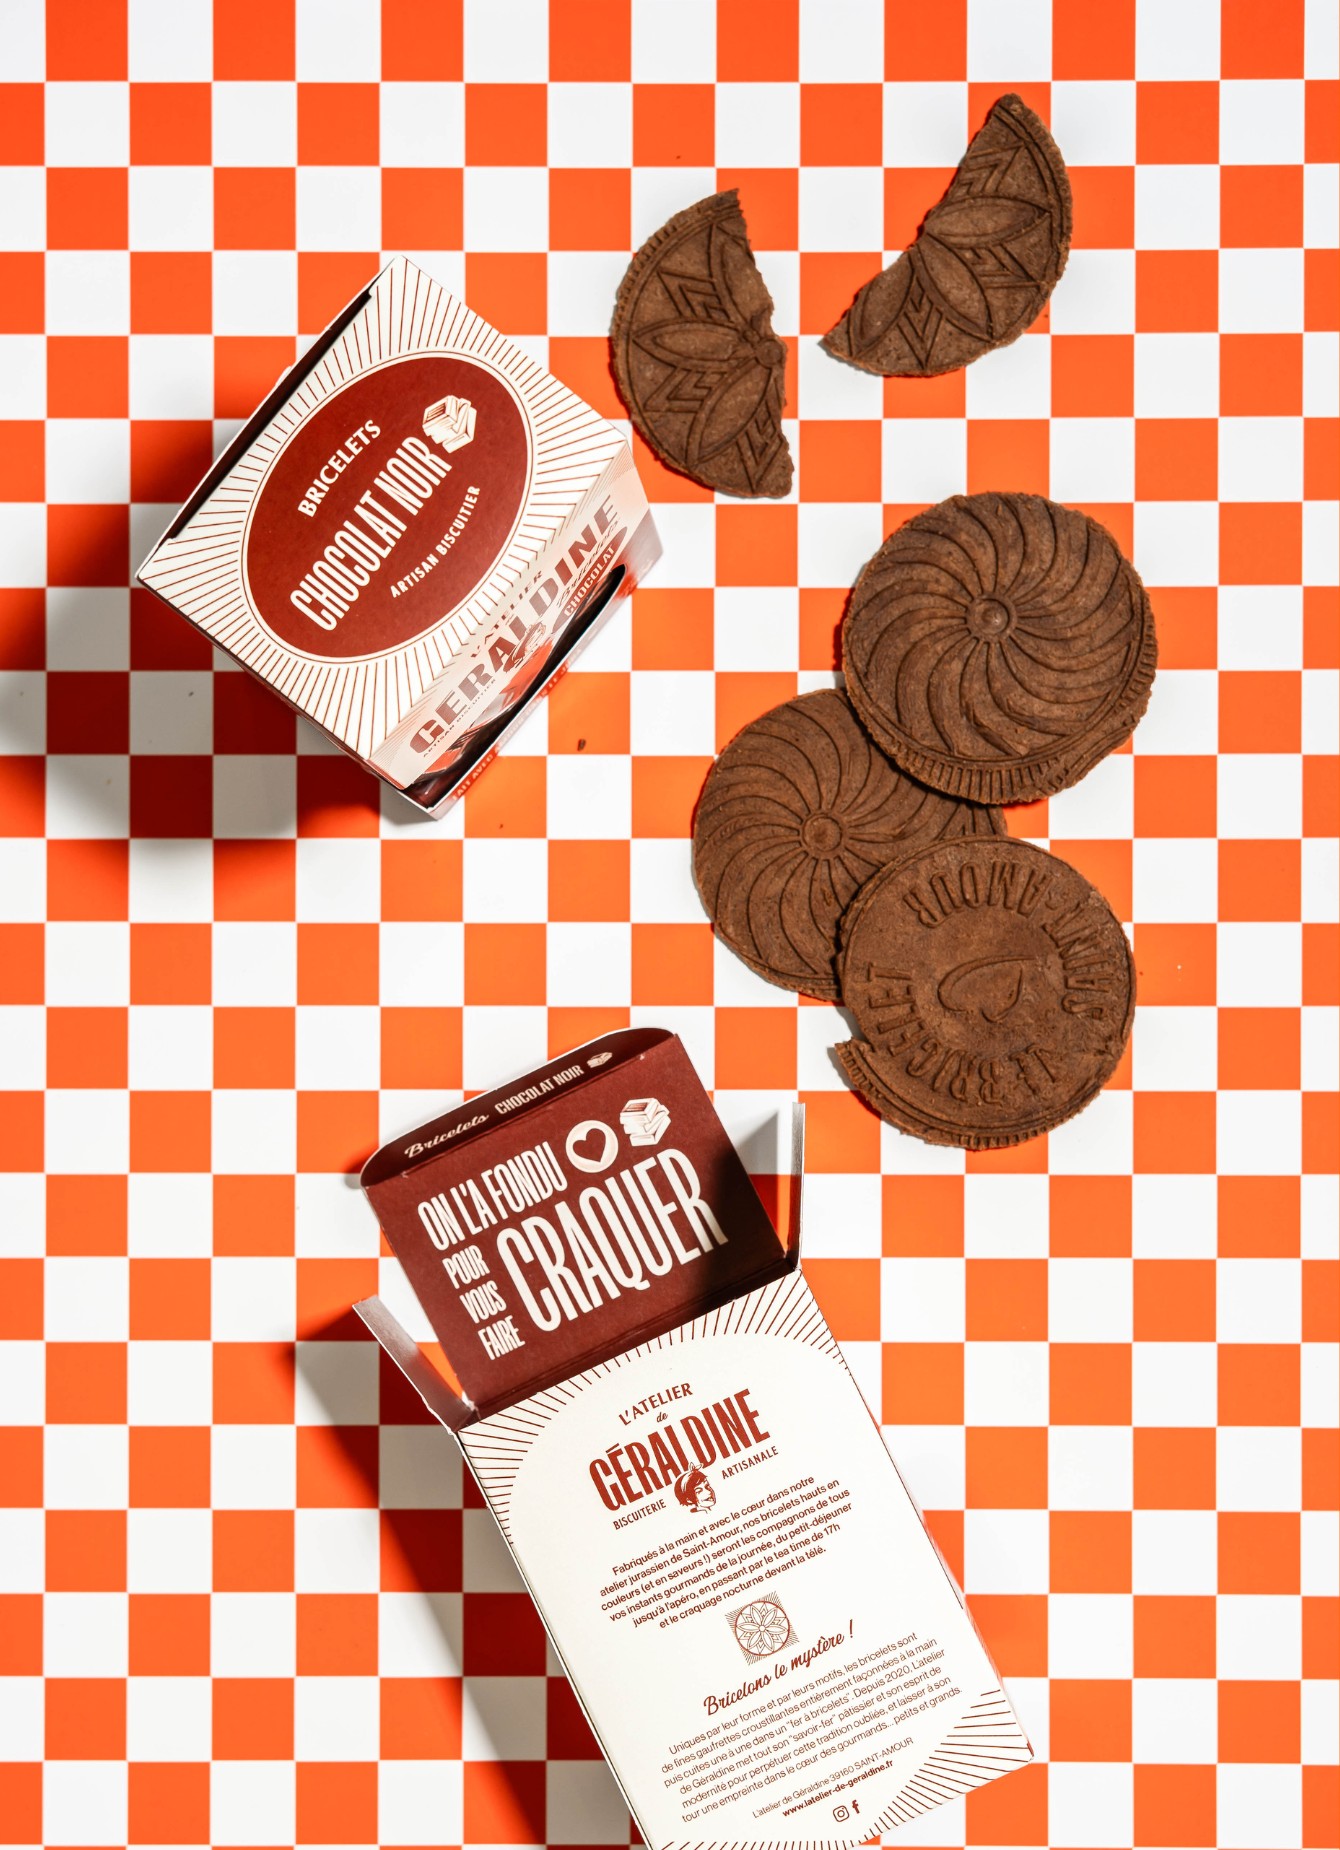 BRICELETS
CHOCOLAT NOIR
ARTISAN BISCUITIER
L'ATELIER
GÉRALDINE
ARTISAN BISCUITIER
CHOCOLAT
FAIT AVEC
LE BRICELET
SAINT-AMOUR
Bricelets CHOCOLAT NOIR
ON L'A FONDU
POUR
VOUS
FAIRE
CRAQUER
L'ATELIER
de
GÉRALDINE
BISCUITERIE ARTISANALE
Fabriqués à la main et avec le cœur dans notre
atelier jurassien de Saint-Amour, nos bricelets hauts en
couleurs (et en saveurs !) seront les compagnons de tous
vos instants gourmands de la journée, du petit-déjeuner
jusqu'à l'apéro, en passant par le tea time de 17h
et le craquage nocturne devant la télé.
Bricelons le mystère !
Uniques par leur forme et par leurs motifs, les bricelets sont
de fines gaufrettes croustillantes entièrement façonnées à la main
puis cuites une à une dans un "fer à bricelets". Depuis 2020, L'atelier
de Géraldine met tout son "savoir-fer" pâtissier et son esprit de
modernité pour perpétuer cette tradition oubliée, et laisser à son
tour une empreinte dans le cœur des gourmands... petits et grands.
L'atelier de Géraldine 39160 SAINT-AMOUR
www.latelier-de-geraldine.fr